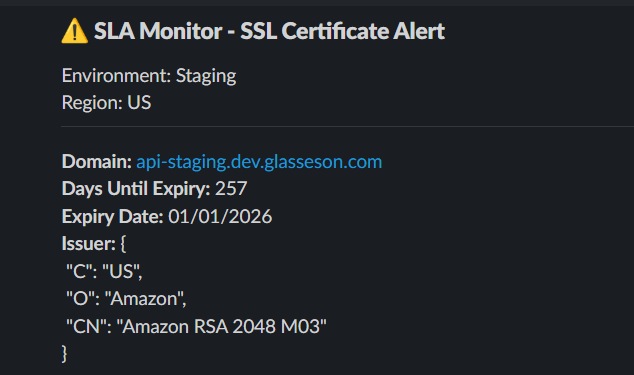 ⚠️ SLA Monitor - SSL Certificate Alert
Environment: Staging
Region: US
Domain: api-staging.dev.glasseson.com
Days Until Expiry: 257
Expiry Date: 01/01/2026
Issuer: {
"C": "US",
"O": "Amazon",
"CN": "Amazon RSA 2048 M03"
}